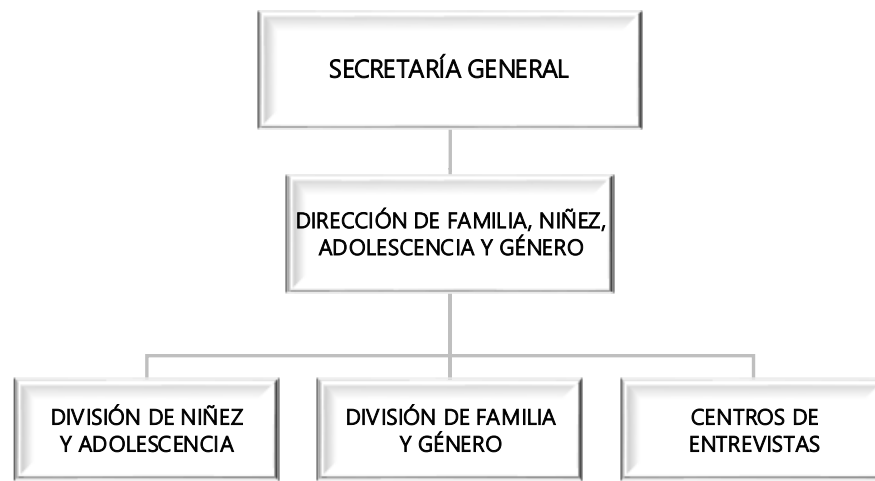 SECRETARÍA GENERAL
DIRECCIÓN DE FAMILIA, NIÑEZ,
ADOLESCENCIA Y GÉNERO
DIVISIÓN DE NIÑEZ
Y ADOLESCENCIA
DIVISIÓN DE FAMILIA
Y GÉNERO
CENTROS DE
ENTREVISTAS